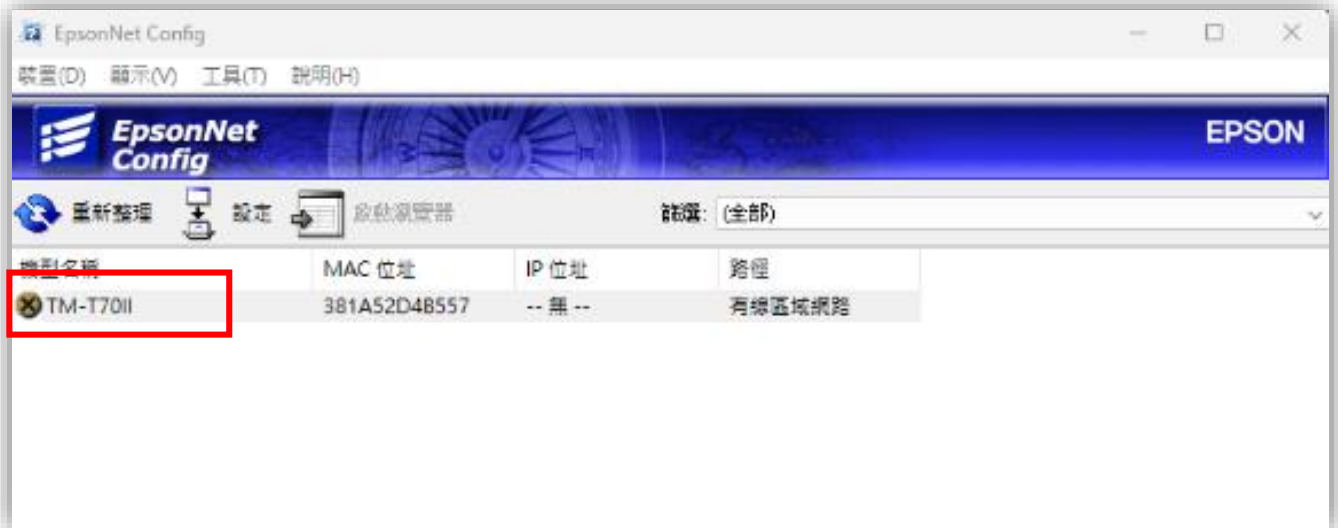 EpsonNet Config
裝置(D) 顯示(V) 工具(T) 說明(H)
EpsonNet
Config
EPSON
重新整理 設定 啟動瀏覽器 篩選: (全部)
機型名稱 MAC 位址 IP 位址 路徑
TM-T70II 381A52D4B557 -- 無 -- 有線區域網路